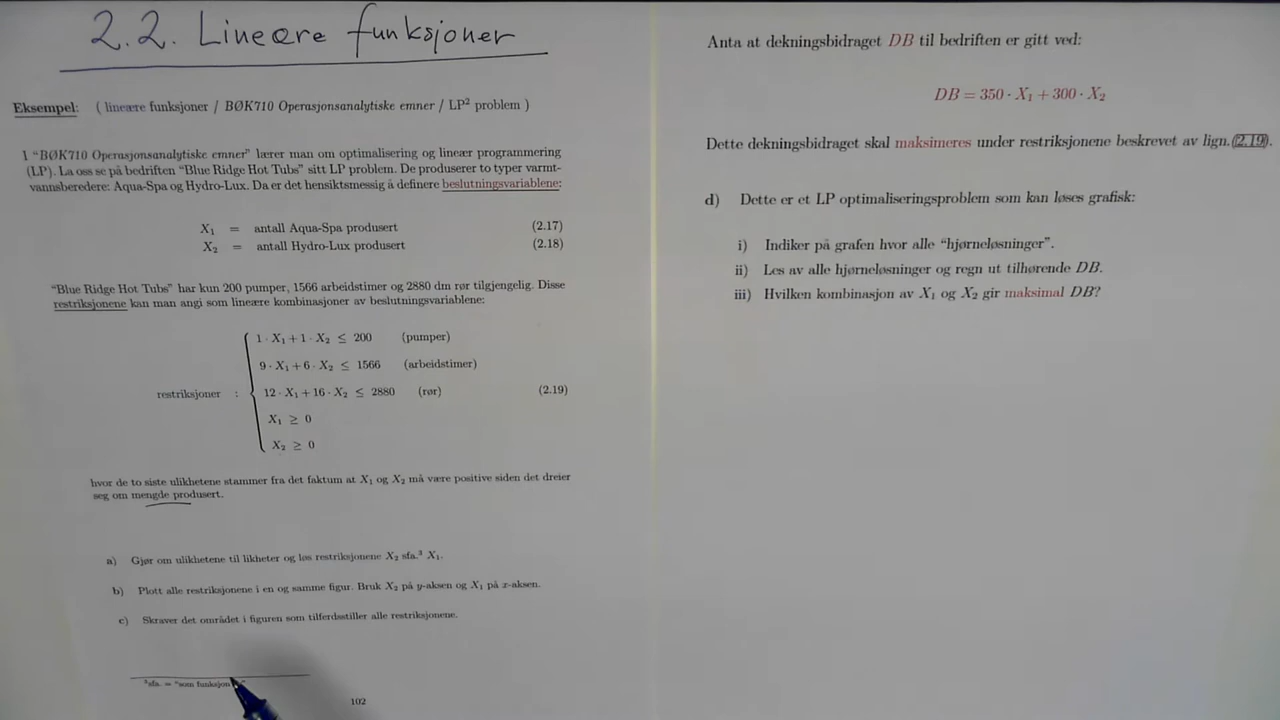 2.2. Lineære funksjoner
Eksempel: ( lineære funksjoner / BØK710 Operasjonsanalytiske emner / LP² problem )
I “BØK710 Operasjonsanalytiske emner” lærer man om optimalisering og lineær programmering
(LP). La oss se på bedriften “Blue Ridge Hot Tubs” sitt LP problem. De produserer to typer varmt-
vannsberedere: Aqua-Spa og Hydro-Lux. Da er det hensiktsmessig å definere beslutningsvariablene:
X₁ = antall Aqua-Spa produsert (2.17)
X₂ = antall Hydro-Lux produsert (2.18)
“Blue Ridge Hot Tubs” har kun 200 pumper, 1566 arbeidstimer og 2880 dm rør tilgjengelig. Disse
restriksjonene kan man angi som lineære kombinasjoner av beslutningsvariablene:
1 · X₁ + 1 · X₂ ≤ 200 (pumper)
9 · X₁ + 6 · X₂ ≤ 1566 (arbeidstimer)
restriksjoner : 12 · X₁ + 16 · X₂ ≤ 2880 (rør) (2.19)
X₁ ≥ 0
X₂ ≥ 0
hvor de to siste ulikhetene stammer fra det faktum at X₁ og X₂ må være positive siden det dreier
seg om mengde produsert.
a) Gjør om ulikhetene til likheter og løs restriksjonene X₂ sfa.³ X₁.
b) Plott alle restriksjonene i en og samme figur. Bruk X₂ på y-aksen og X₁ på x-aksen.
c) Skraver det området i figuren som tilferdsstiller alle restriksjonene.
³sfa. = “som funksjon
102
Anta at dekningsbidraget DB til bedriften er gitt ved:
DB = 350 · X₁ + 300 · X₂
Dette dekningsbidraget skal maksimeres under restriksjonene beskrevet av lign.(2.19).
d) Dette er et LP optimaliseringsproblem som kan løses grafisk:
i) Indiker på grafen hvor alle “hjørneløsninger”.
ii) Les av alle hjørneløsninger og regn ut tilhørende DB.
iii) Hvilken kombinasjon av X₁ og X₂ gir maksimal DB?